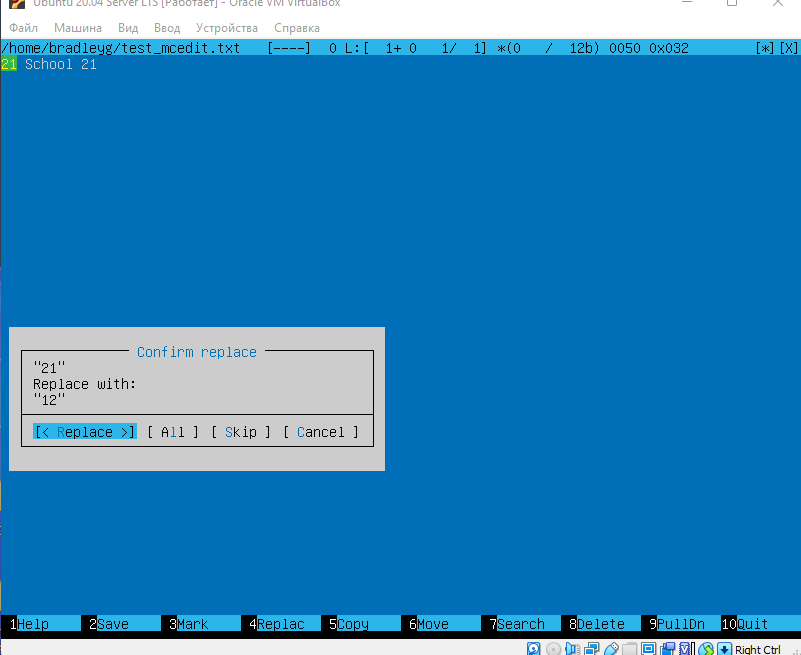 Ubuntu 20.04 Server LTS [Работает] - Oracle VM VirtualBox
Файл Машина Вид Ввод Устройства Справка
/home/bradleyg/test_mcedit.txt [----] 0 L:[ 1+ 0 1/ 1] *(0 / 12b) 0050 0x032 [*][X]
21 School 21
Confirm replace
"21"
Replace with:
"12"
[< Replace >] [ All ] [ Skip ] [ Cancel ]
1Help 2Save 3Mark 4Replac 5Copy 6Move 7Search 8Delete 9PullDn 10Quit
Right Ctrl